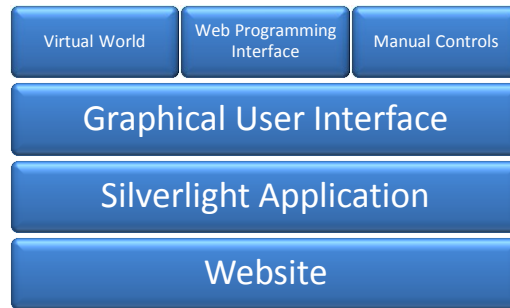 Virtual World
Web Programming
Interface
Manual Controls
Graphical User Interface
Silverlight Application
Website